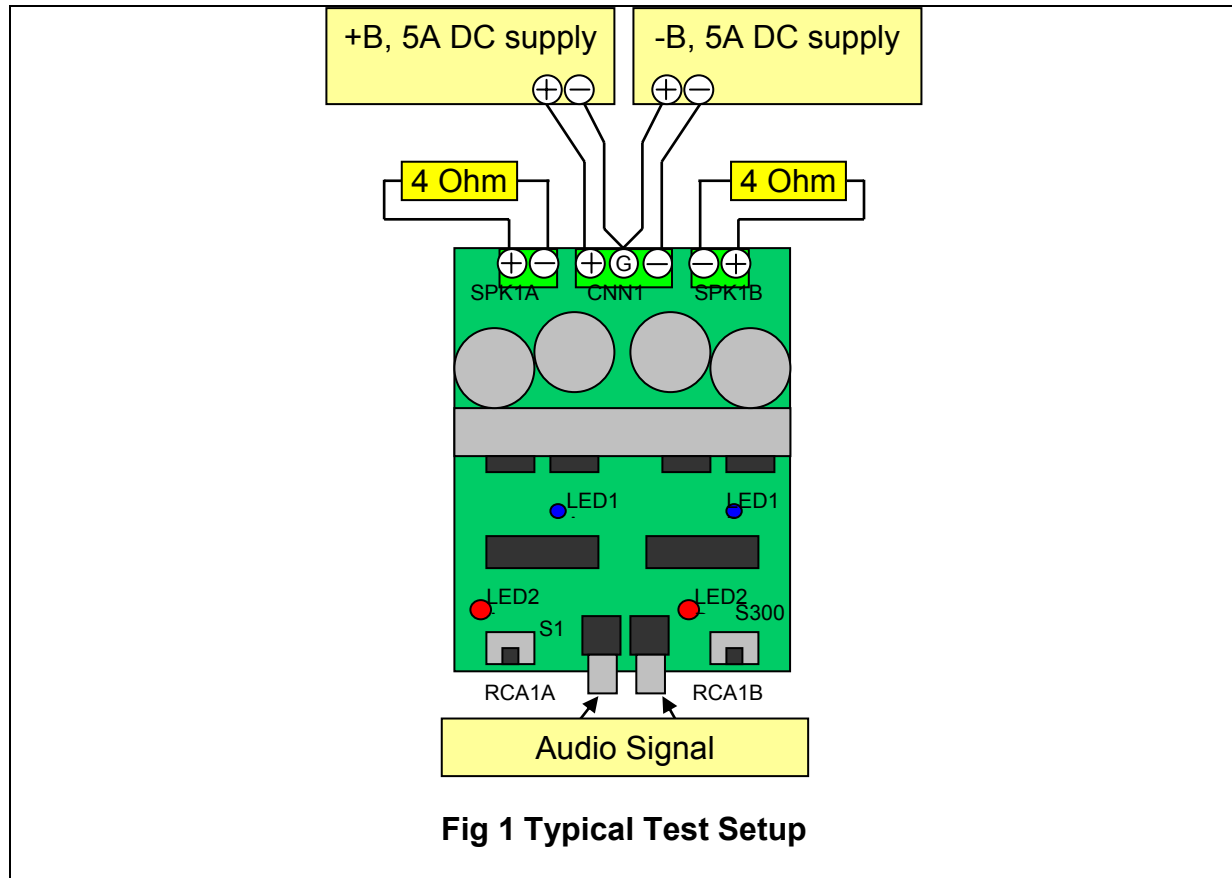 +B, 5A DC supply
-B, 5A DC supply
+ −
+ −
4 Ohm
4 Ohm
+ −
+ G −
− +
SPK1A
CNN1
SPK1B
LED1
LED1
LED2
LED2
S300
S1
RCA1A
RCA1B
Audio Signal
Fig 1 Typical Test Setup